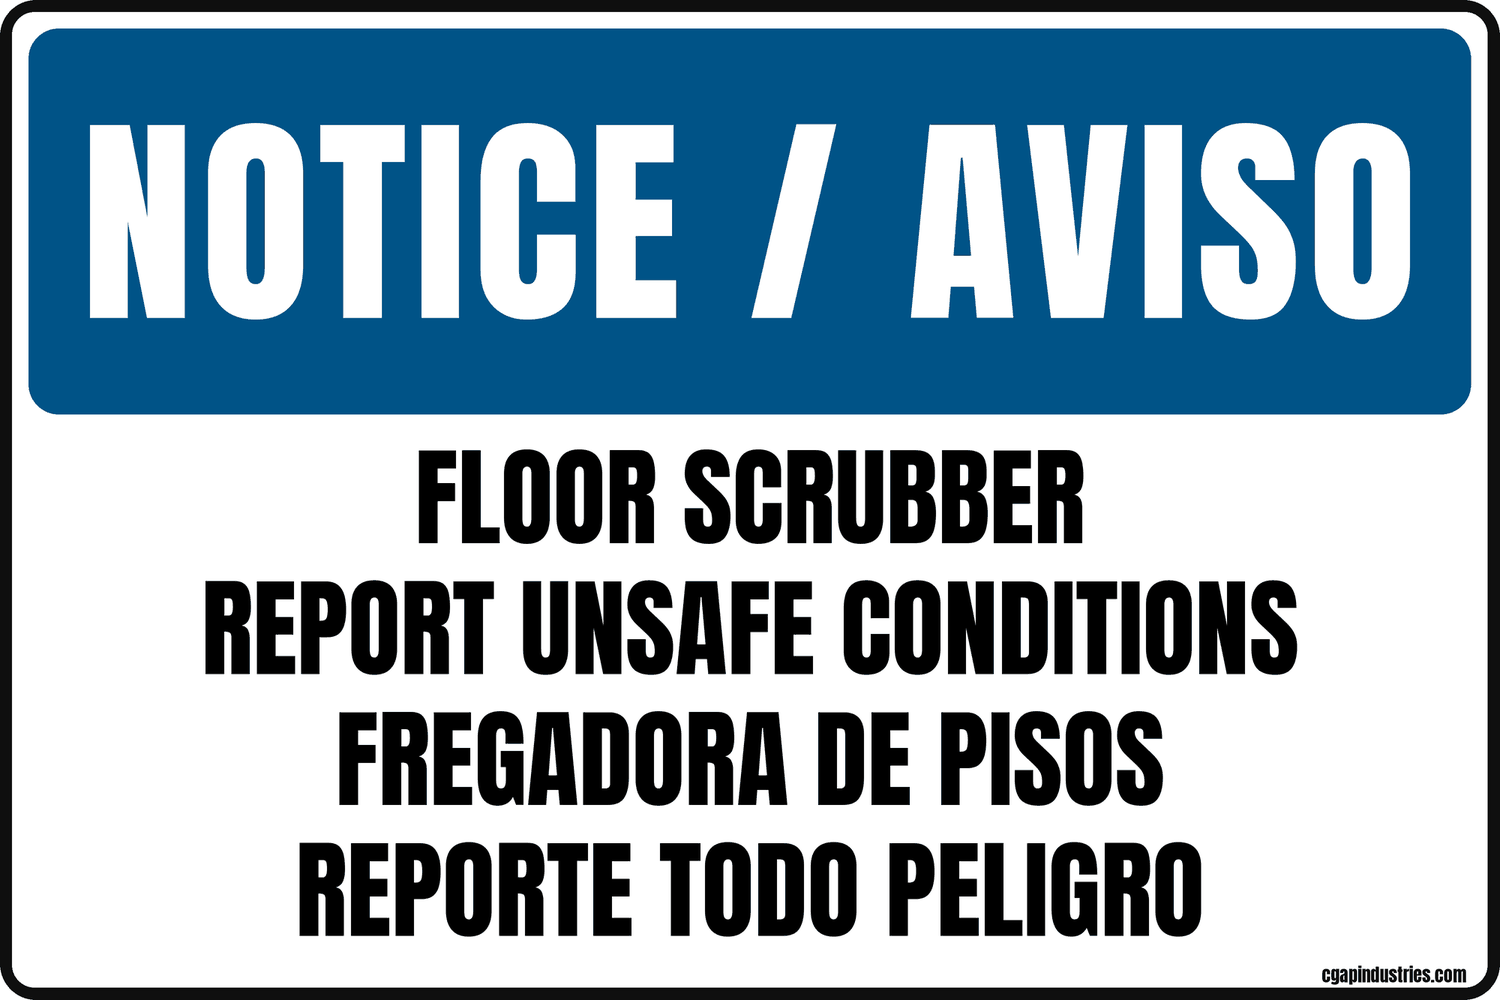 NOTICE / AVISO
FLOOR SCRUBBER
REPORT UNSAFE CONDITIONS
FREGADORA DE PISOS
REPORTE TODO PELIGRO
cgapindustries.com